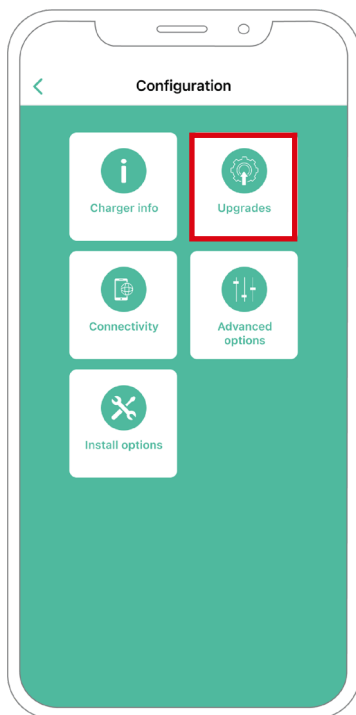 Configuration
Charger info
Upgrades
Connectivity
Advanced
options
Install options